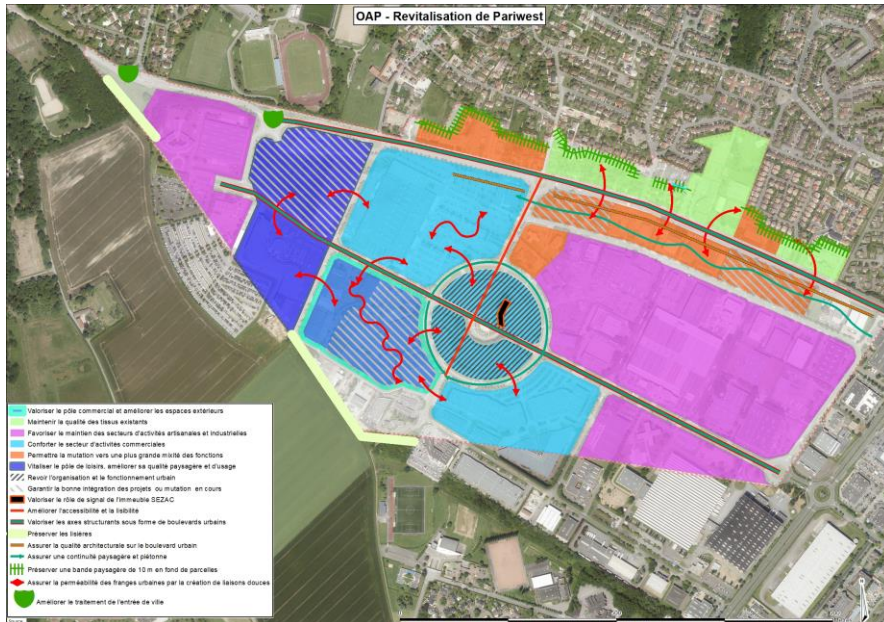 OAP - Revitalisation de Pariwest
Valoriser le pôle commercial et améliorer les espaces extérieurs
Maintenir la qualité des tissus existants
Favoriser le maintien des secteurs d'activités artisanales et industrielles
Conforter le secteur d'activités commerciales
Permettre la mutation vers une plus grande mixité des fonctions
Vitaliser le pôle de loisirs, améliorer sa qualité paysagère et d'usage
Revoir l'organisation et le fonctionnement urbain
Garantir la bonne intégration des projets ou mutation en cours
Valoriser le rôle de signal de l'immeuble SEZAC
Améliorer l'accessibilité et la lisibilité
Valoriser les axes structurants sous forme de boulevards urbains
Préserver les lisières
Assurer la qualité architecturale sur le boulevard urbain
Assurer une continuité paysagère et piétonne
Préserver une bande paysagère de 10 m en fond de parcelles
Assurer la perméabilité des franges urbaines par la création de liaisons douces
Améliorer le traitement de l'entrée de ville
0